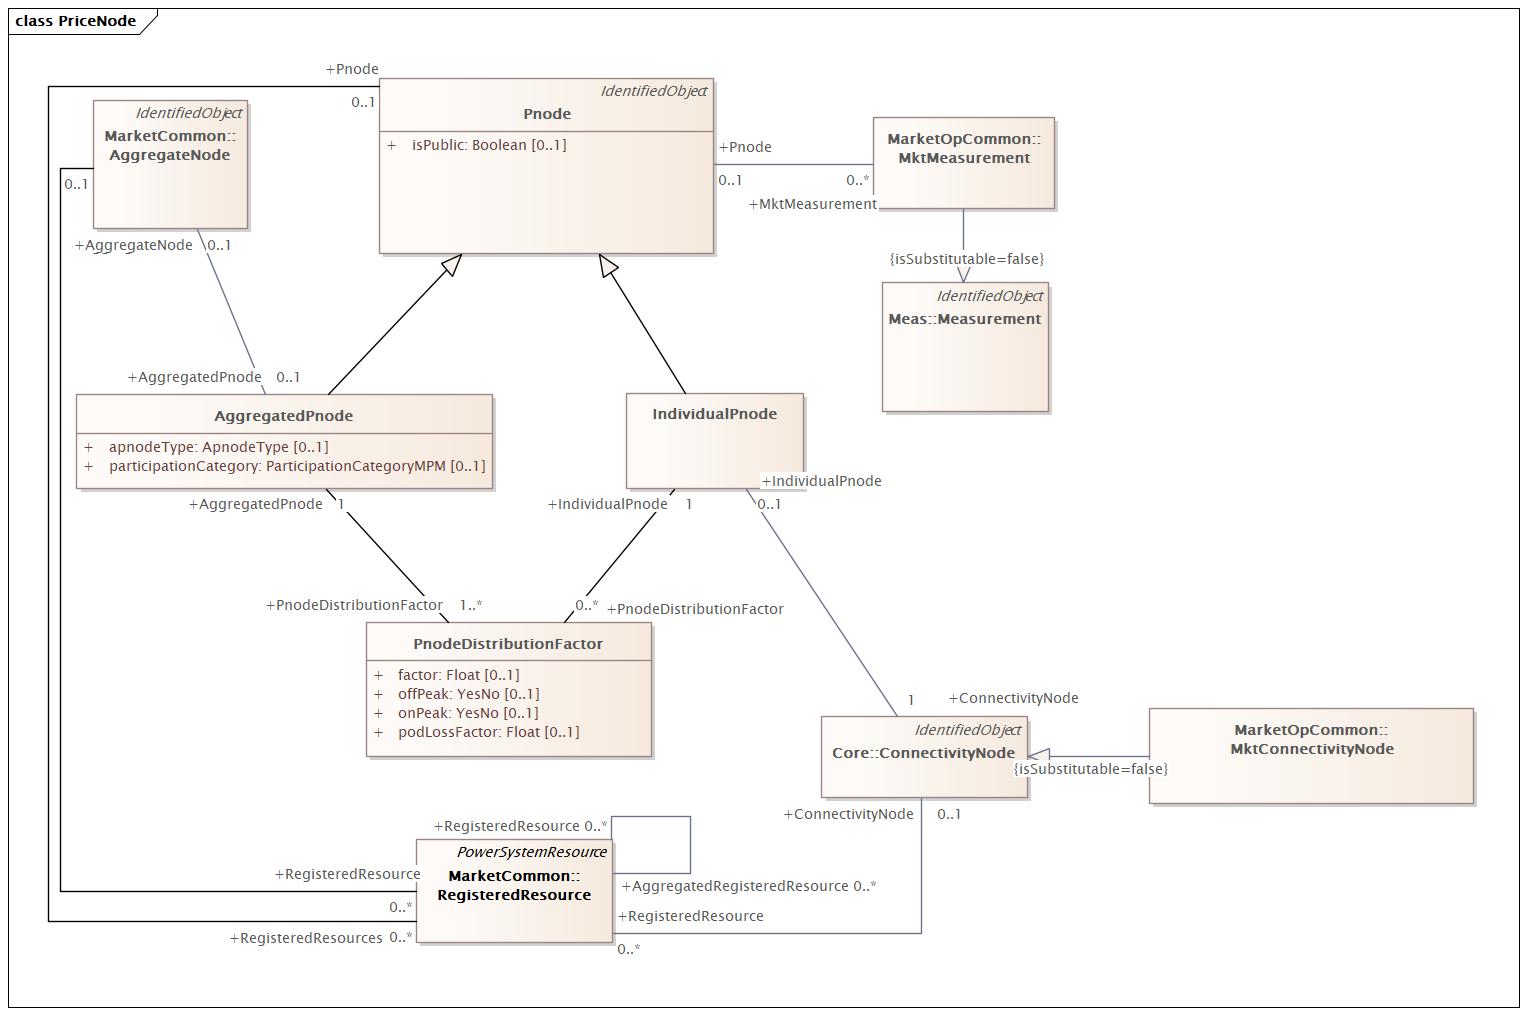 class PriceNode
+Pnode
0..1
IdentifiedObject
Pnode
+ isPublic: Boolean [0..1]
IdentifiedObject
MarketCommon::
AggregateNode
0..1
+AggregateNode 0..1
+Pnode
0..1
0..*
+MktMeasurement
MarketOpCommon::
MktMeasurement
{isSubstitutable=false}
IdentifiedObject
Meas::Measurement
+AggregatedPnode 0..1
AggregatedPnode
+ apnodeType: ApnodeType [0..1]
+ participationCategory: ParticipationCategoryMPM [0..1]
IndividualPnode
+IndividualPnode
0..1
+AggregatedPnode 1
+IndividualPnode 1
+PnodeDistributionFactor 1..*
0..* +PnodeDistributionFactor
PnodeDistributionFactor
+ factor: Float [0..1]
+ offPeak: YesNo [0..1]
+ onPeak: YesNo [0..1]
+ podLossFactor: Float [0..1]
1 +ConnectivityNode
IdentifiedObject
Core::ConnectivityNode
{isSubstitutable=false}
MarketOpCommon::
MktConnectivityNode
+ConnectivityNode 0..1
+RegisteredResource 0..*
PowerSystemResource
MarketCommon::
RegisteredResource
+RegisteredResource
0..*
+RegisteredResources 0..*
+AggregatedRegisteredResource 0..*
+RegisteredResource
0..*